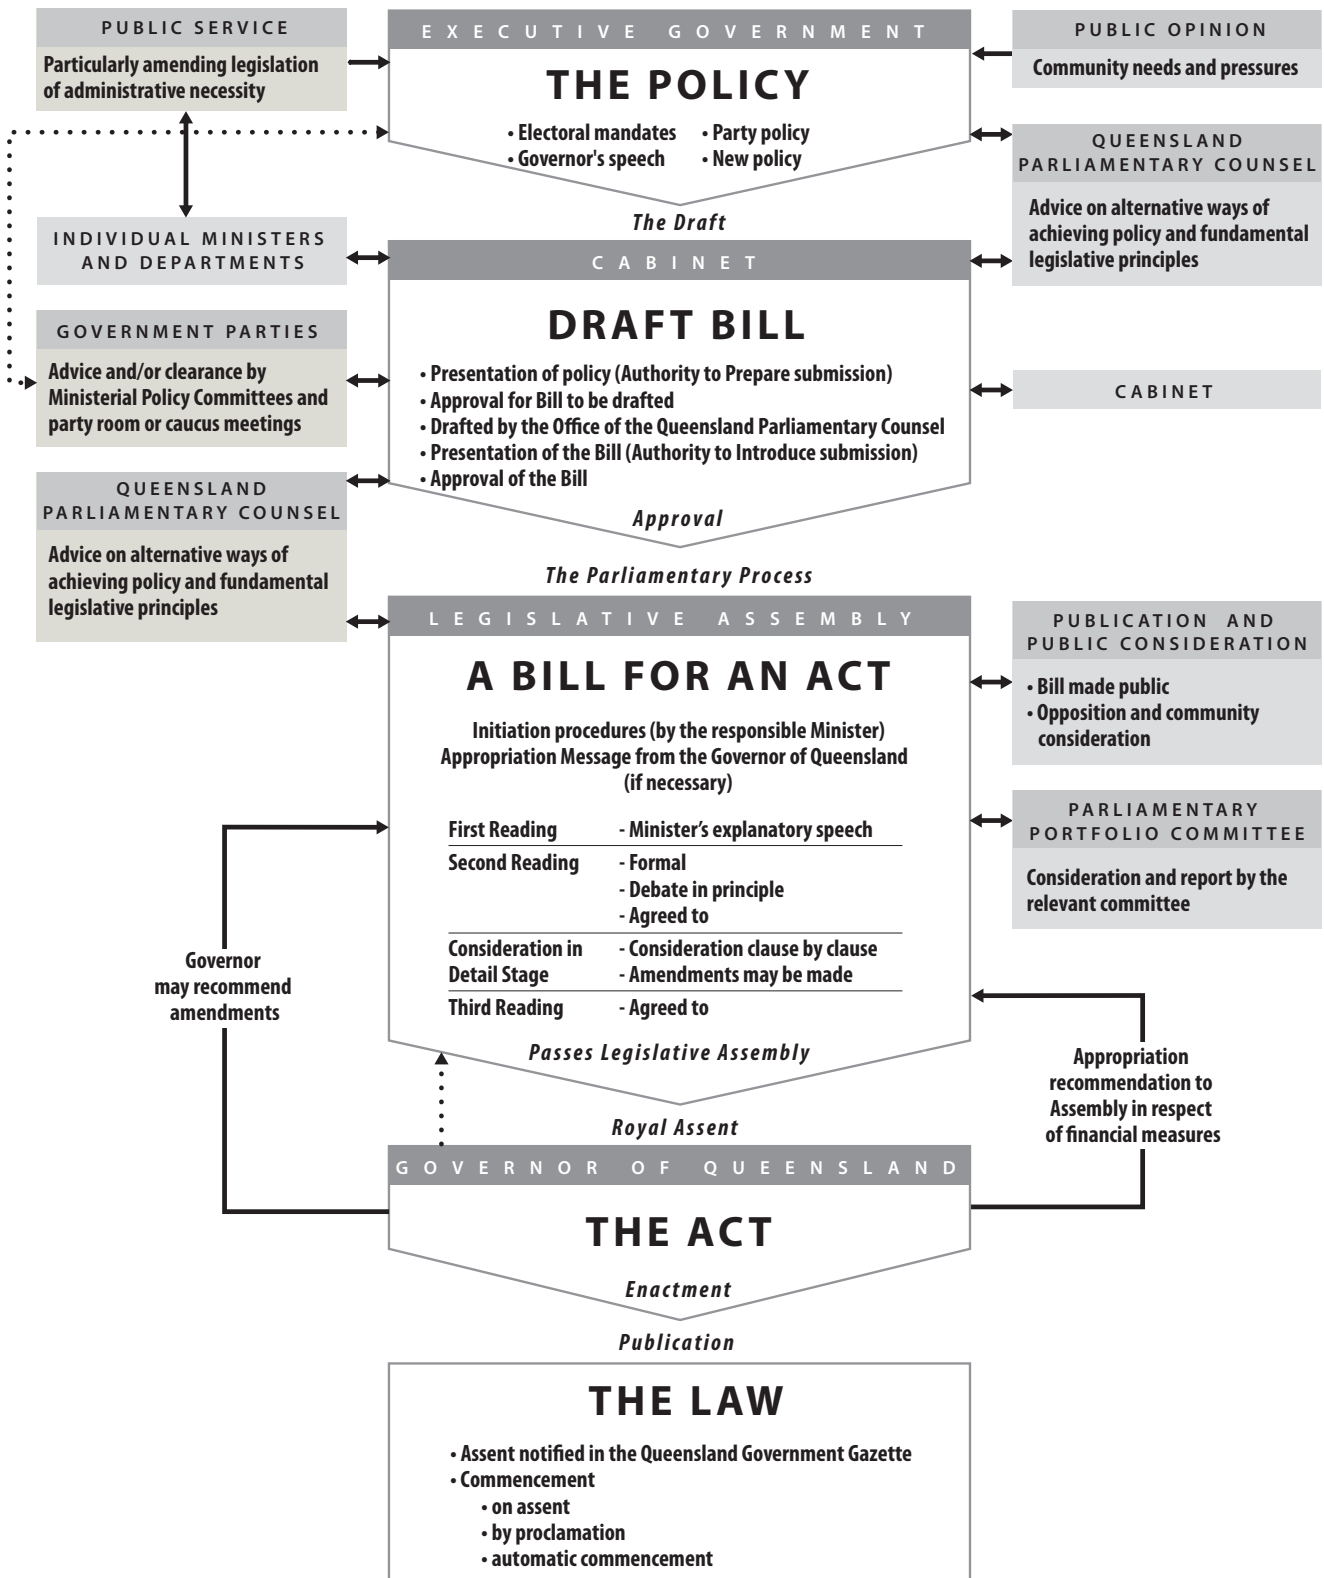 PUBLIC SERVICE
Particularly amending legislation
of administrative necessity
EXECUTIVE GOVERNMENT
THE POLICY
• Electoral mandates
• Governor's speech
• Party policy
• New policy
PUBLIC OPINION
Community needs and pressures
QUEENSLAND
PARLIAMENTARY COUNSEL
Advice on alternative ways of
achieving policy and fundamental
legislative principles
The Draft
INDIVIDUAL MINISTERS
AND DEPARTMENTS
CABINET
DRAFT BILL
• Presentation of policy (Authority to Prepare submission)
• Approval for Bill to be drafted
• Drafted by the Office of the Queensland Parliamentary Counsel
• Presentation of the Bill (Authority to Introduce submission)
• Approval of the Bill
Approval
GOVERNMENT PARTIES
Advice and/or clearance by
Ministerial Policy Committees and
party room or caucus meetings
CABINET
QUEENSLAND
PARLIAMENTARY COUNSEL
Advice on alternative ways of
achieving policy and fundamental
legislative principles
The Parliamentary Process
LEGISLATIVE ASSEMBLY
A BILL FOR AN ACT
Initiation procedures (by the responsible Minister)
Appropriation Message from the Governor of Queensland
(if necessary)
First Reading - Minister’s explanatory speech
Second Reading - Formal
- Debate in principle
- Agreed to
Consideration in - Consideration clause by clause
Detail Stage - Amendments may be made
Third Reading - Agreed to
Passes Legislative Assembly
PUBLICATION AND
PUBLIC CONSIDERATION
• Bill made public
• Opposition and community
consideration
PARLIAMENTARY
PORTFOLIO COMMITTEE
Consideration and report by the
relevant committee
Governor
may recommend
amendments
Appropriation
recommendation to
Assembly in respect
of financial measures
Royal Assent
GOVERNOR OF QUEENSLAND
THE ACT
Enactment
Publication
THE LAW
• Assent notified in the Queensland Government Gazette
• Commencement
• on assent
• by proclamation
• automatic commencement